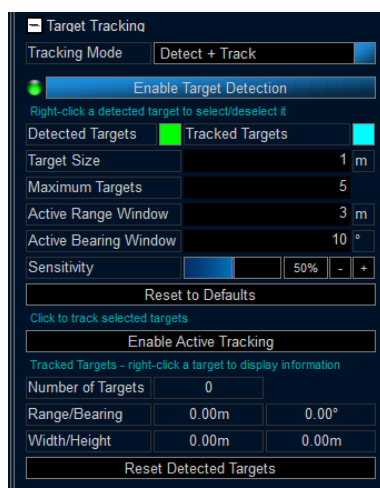 Target Tracking
Tracking Mode Detect + Track
Enable Target Detection
Right-click a detected target to select/deselect it
Detected Targets Tracked Targets
Target Size 1 m
Maximum Targets 5
Active Range Window 3 m
Active Bearing Window 10 °
Sensitivity 50% - +
Reset to Defaults
Click to track selected targets
Enable Active Tracking
Tracked Targets - right-click a target to display information
Number of Targets 0
Range/Bearing 0.00m 0.00°
Width/Height 0.00m 0.00m
Reset Detected Targets